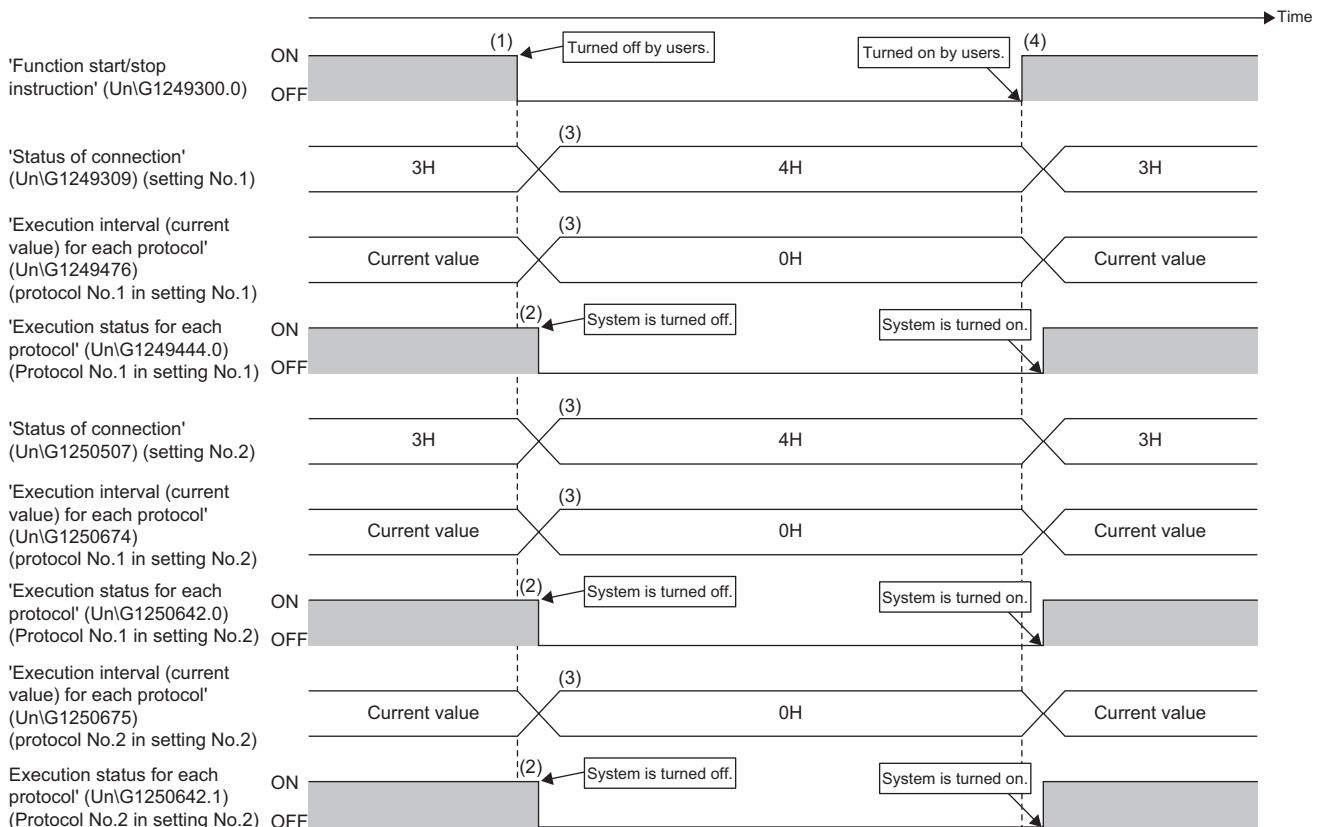 Time
(1)
Turned off by users.
Turned on by users.
(4)
'Function start/stop
instruction' (Un\G1249300.0)
ON
OFF
(3)
'Status of connection'
(Un\G1249309) (setting No.1)
3H
4H
3H
'Execution interval (current
value) for each protocol'
(Un\G1249476)
(protocol No.1 in setting No.1)
(3)
Current value
0H
Current value
'Execution status for each
protocol' (Un\G1249444.0)
(Protocol No.1 in setting No.1)
ON
OFF
(2)
System is turned off.
System is turned on.
'Status of connection'
(Un\G1250507) (setting No.2)
(3)
3H
4H
3H
'Execution interval (current
value) for each protocol'
(Un\G1250674)
(protocol No.1 in setting No.2)
(3)
Current value
0H
Current value
'Execution status for each
protocol' (Un\G1250642.0)
(Protocol No.1 in setting No.2)
ON
OFF
(2)
System is turned off.
System is turned on.
'Execution interval (current
value) for each protocol'
(Un\G1250675)
(protocol No.2 in setting No.2)
(3)
Current value
0H
Current value
Execution status for each
protocol' (Un\G1250642.1)
(Protocol No.2 in setting No.2)
ON
OFF
(2)
System is turned off.
System is turned on.